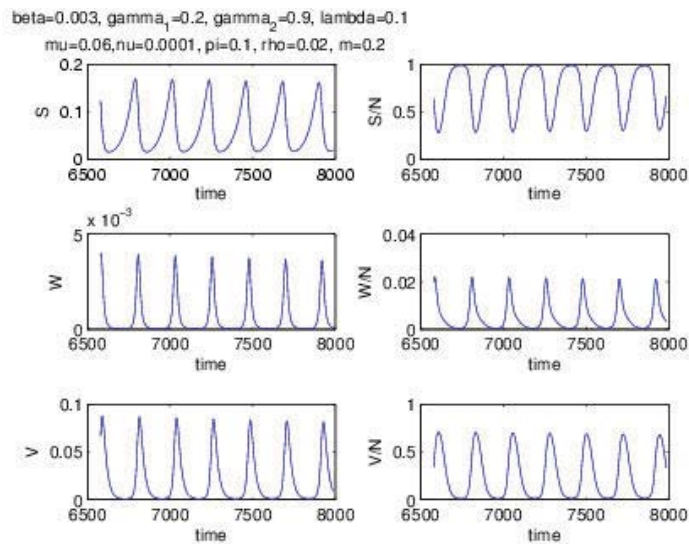 beta=0.003, gamma_1=0.2, gamma_2=0.9, lambda=0.1
mu=0.06,nu=0.0001, pi=0.1, rho=0.02, m=0.2
0.2
0.1
0
S
6500 7000 7500 8000
time
1
0.5
0
S/N
6500 7000 7500 8000
time
x 10^-3
5
0
W
6500 7000 7500 8000
time
0.04
0.02
0
W/N
6500 7000 7500 8000
time
0.1
0.05
0
V
6500 7000 7500 8000
time
1
0.5
0
V/N
6500 7000 7500 8000
time